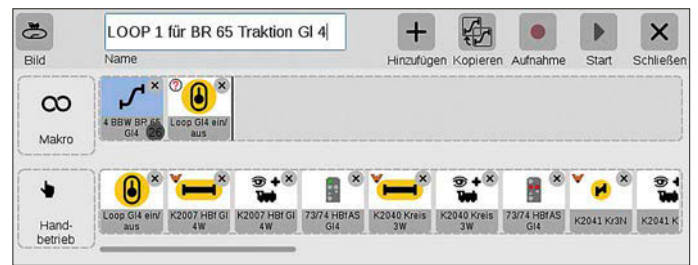 LOOP 1 für BR 65 Traktion Gl 4
Bild
Name
Hinzufügen
Kopieren
Aufnahme
Start
Schließen
Makro
4 BBW BR 65
Gl4
26
Loop Gl4 ein/
aus
Hand-
betrieb
Loop Gl4 ein/
aus
K2007 HBf Gl
4W
K2007 HBf Gl
4W
73/74 HBfAS
Gl4
K2040 Kreis
3W
K2040 Kreis
3W
73/74 HBfAS
Gl4
K2041 Kr3N
K2041 K